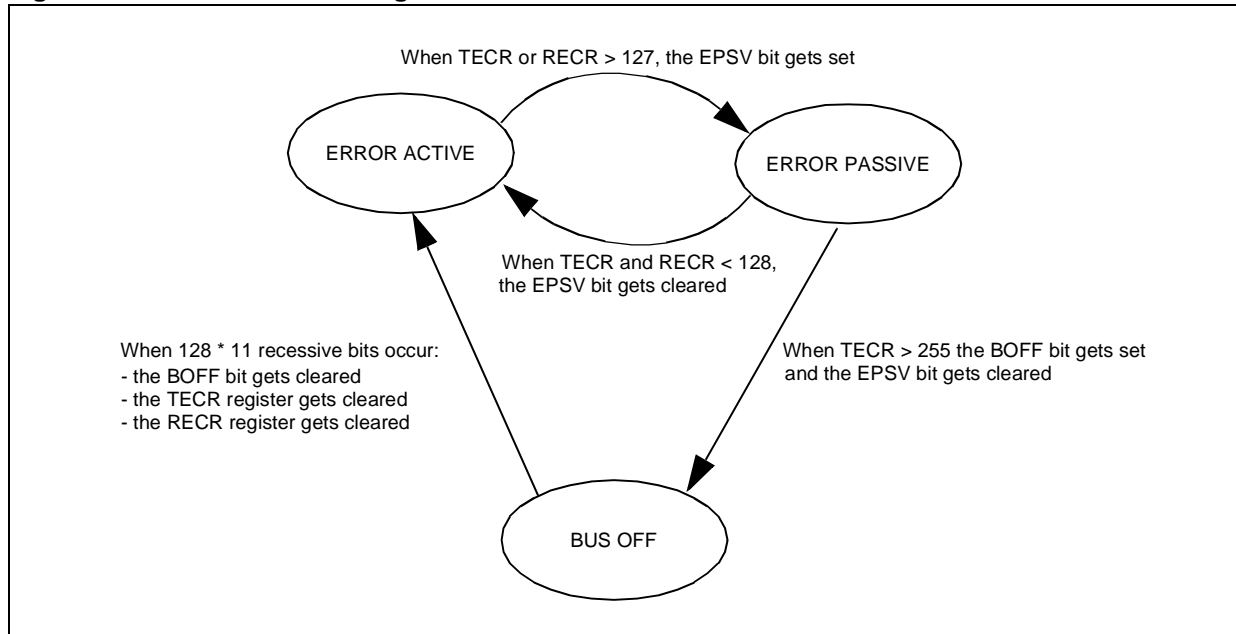 When TECR or RECR > 127, the EPSV bit gets set
ERROR ACTIVE
ERROR PASSIVE
When TECR and RECR < 128,
the EPSV bit gets cleared
When 128 * 11 recessive bits occur:
- the BOFF bit gets cleared
- the TECR register gets cleared
- the RECR register gets cleared
When TECR > 255 the BOFF bit gets set
and the EPSV bit gets cleared
BUS OFF